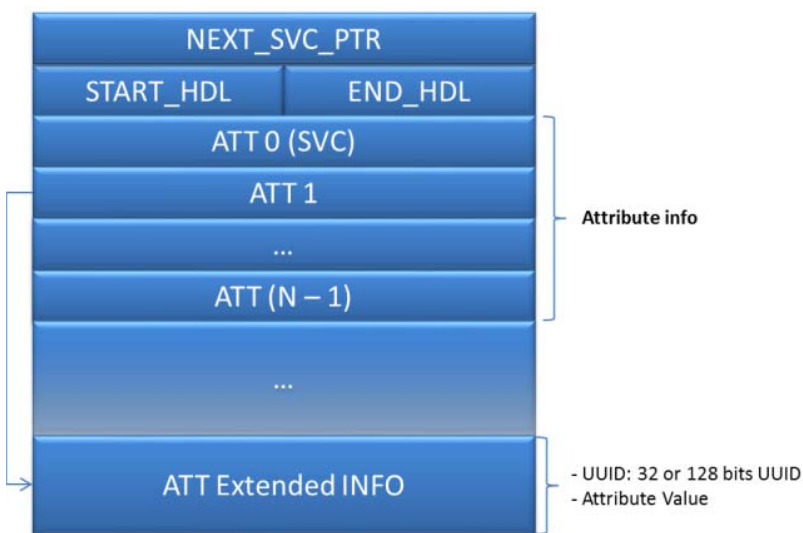 NEXT_SVC_PTR
START_HDL
END_HDL
ATT 0 (SVC)
ATT 1
...
ATT (N – 1)
Attribute info
...
ATT Extended INFO
- UUID: 32 or 128 bits UUID
- Attribute Value